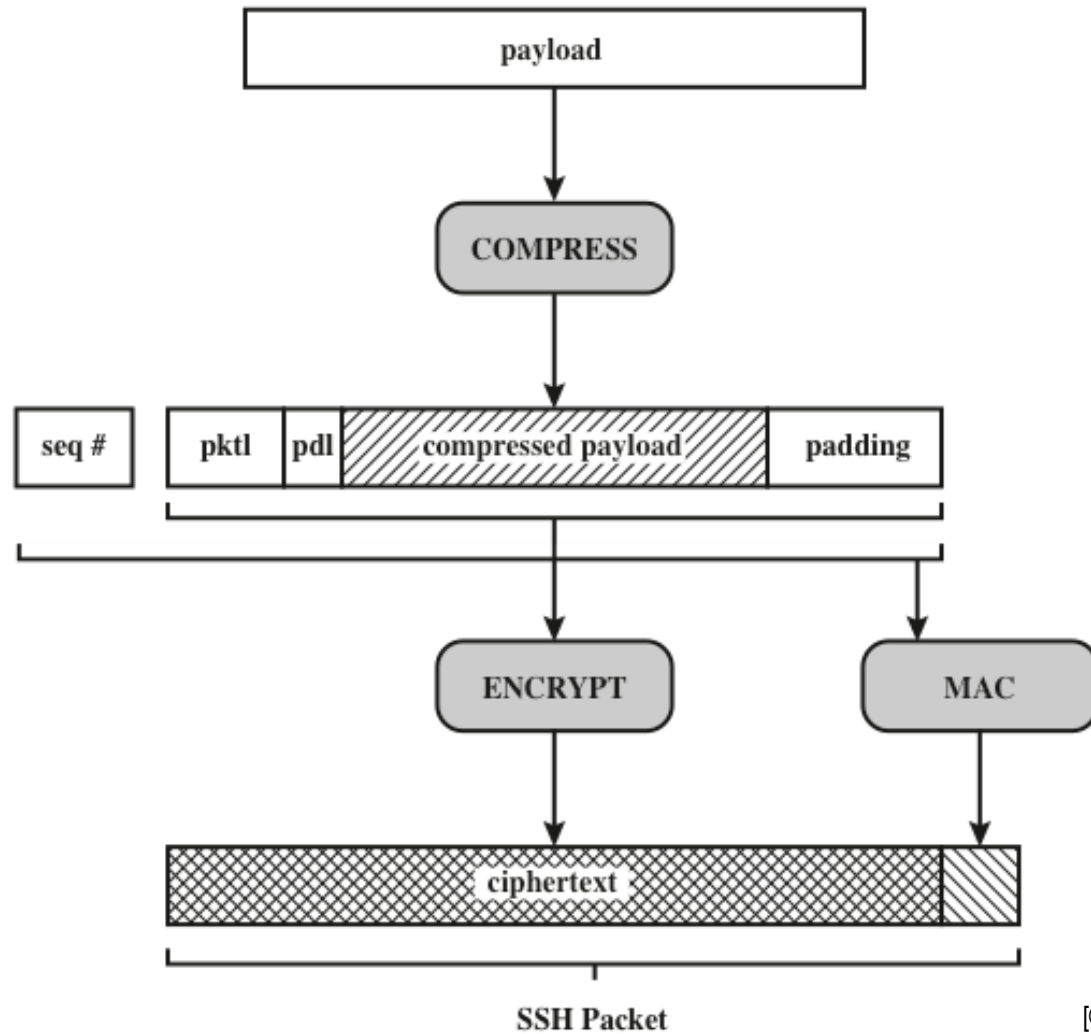 payload
COMPRESS
seq # pktl pdl compressed payload padding
ENCRYPT MAC
ciphertext
SSH Packet